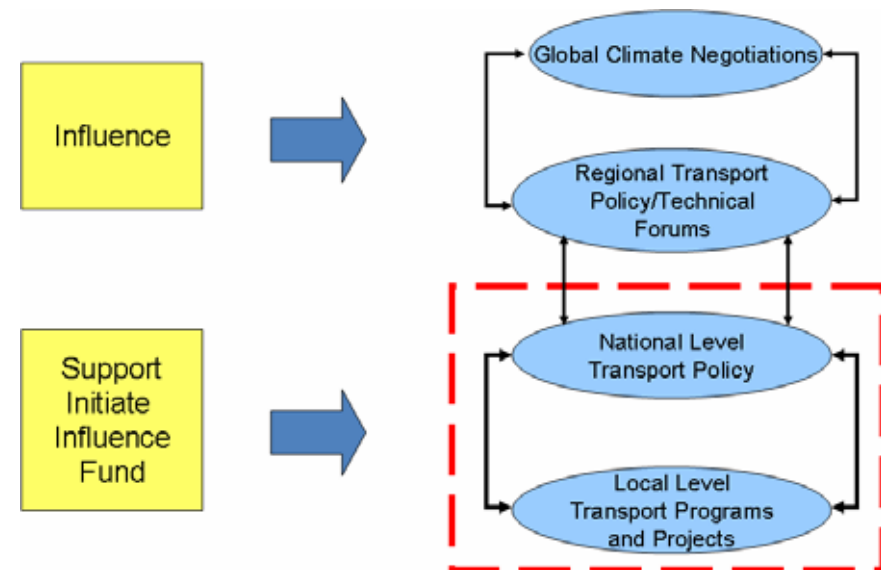 Influence
Global Climate Negotiations
Regional Transport
Policy/Technical
Forums
Support
Initiate
Influence
Fund
National Level
Transport Policy
Local Level
Transport Programs
and Projects